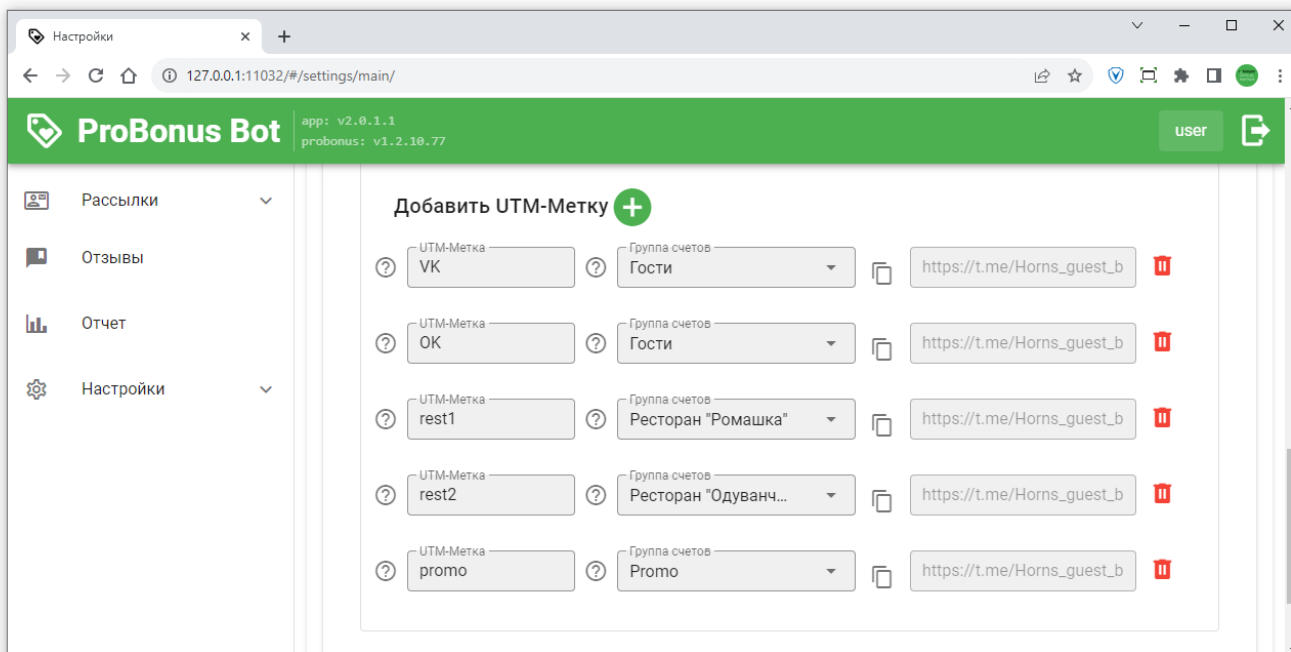 Настройки
127.0.0.1:11032/#/settings/main/
ProBonus Bot
app: v2.0.1.1
probonus: v1.2.10.77
user
Рассылки
Отзывы
Отчет
Настройки
Добавить UTM-Метку
UTM-Метка Группа счетов
VK Гости https://t.me/Horns_guest_b
UTM-Метка Группа счетов
OK Гости https://t.me/Horns_guest_b
UTM-Метка Группа счетов
rest1 Ресторан "Ромашка" https://t.me/Horns_guest_b
UTM-Метка Группа счетов
rest2 Ресторан "Одуванч... https://t.me/Horns_guest_b
UTM-Метка Группа счетов
promo Promo https://t.me/Horns_guest_b